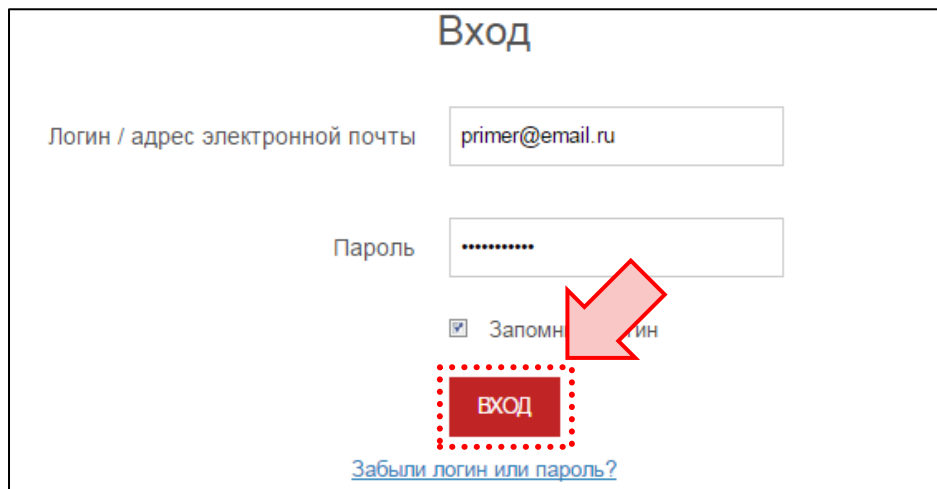 Вход
Логин / адрес электронной почты
primer@email.ru
Пароль
•••••••••••
ВХОД
Забыли логин или пароль?